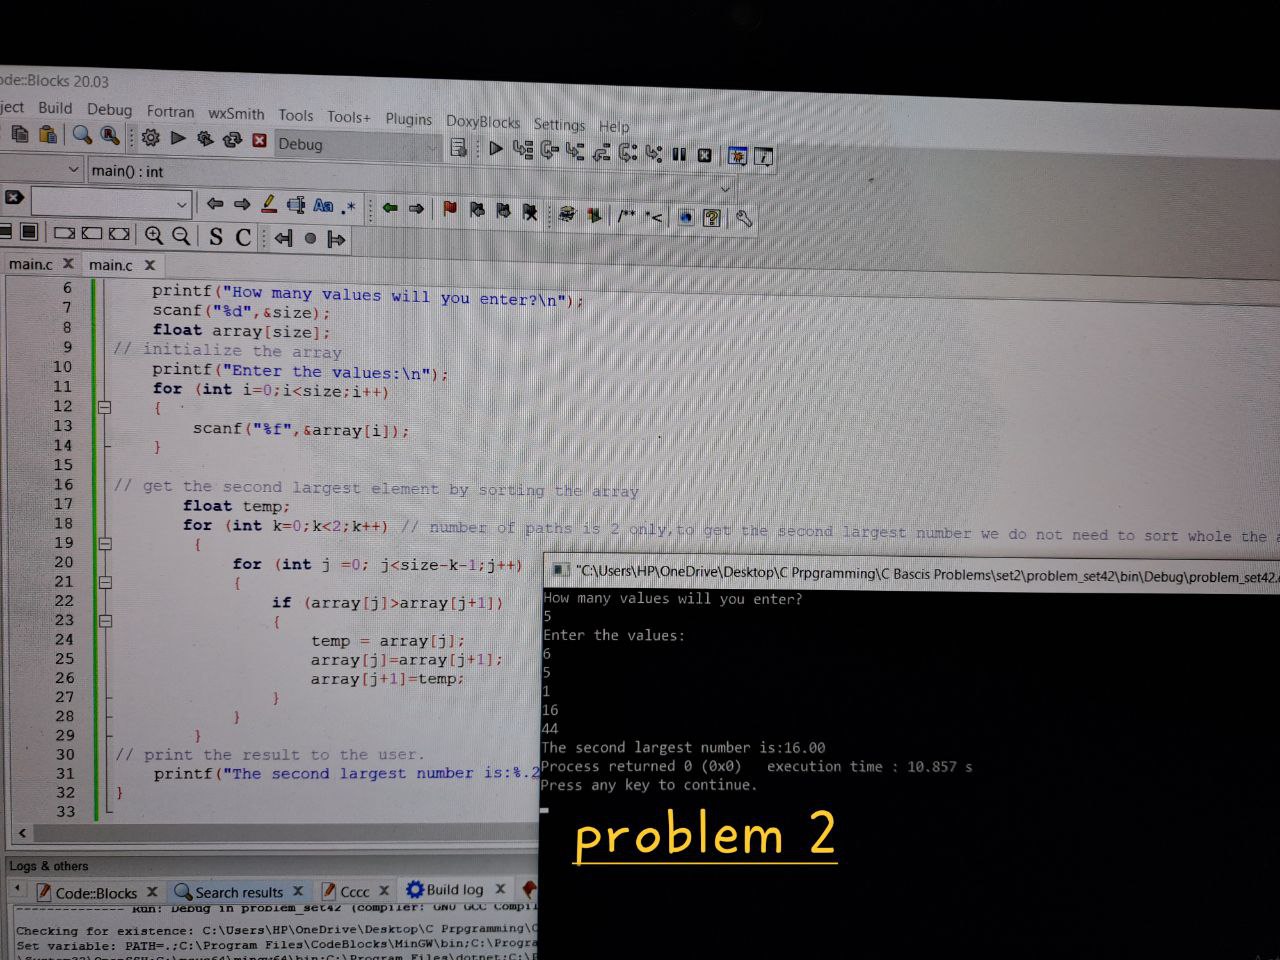 ode::Blocks 20.03
ject Build Debug Fortran wxSmith Tools Tools+ Plugins DoxyBlocks Settings Help
Debug
main() : int
Aa .*
/** *<
S C
main.c X main.c X
6 printf("How many values will you enter?\n");
7 scanf("%d",&size);
8 float array[size];
9 // initialize the array
10 printf("Enter the values:\n");
11 for (int i=0;i<size;i++)
12 {
13 scanf("%f",&array[i]);
14 }
15
16 // get the second largest element by sorting the array
17 float temp;
18 for (int k=0;k<2;k++) // number of paths is 2 only,to get the second largest number we do not need to sort whole the a
19 {
20 for (int j =0; j<size-k-1;j++)
21 {
22 if (array[j]>array[j+1])
23 {
24 temp = array[j];
25 array[j]=array[j+1];
26 array[j+1]=temp;
27 }
28 }
29 }
30 // print the result to the user.
31 printf("The second largest number is:%.2
32 }
33
"C:\Users\HP\OneDrive\Desktop\C Prpgramming\C Bascis Problems\set2\problem_set42\bin\Debug\problem_set42.
How many values will you enter?
5
Enter the values:
6
5
1
16
44
The second largest number is:16.00
Process returned 0 (0x0) execution time : 10.857 s
Press any key to continue.
problem 2
Logs & others
Code::Blocks X Search results X Cccc X Build log X
-------------- Run: Debug in problem_set42 (compiler: GNU GCC Compil
Checking for existence: C:\Users\HP\OneDrive\Desktop\C Prpgramming\C
Set variable: PATH=.;C:\Program Files\CodeBlocks\MinGW\bin;C:\Progra